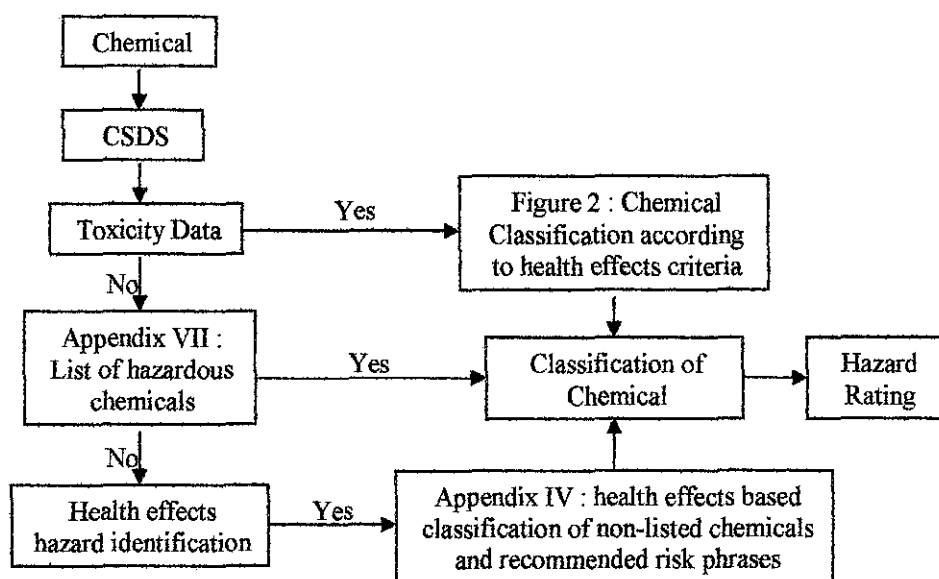 Chemical
CSDS
Toxicity Data
Yes
Figure 2 : Chemical
Classification according
to health effects criteria
No
Appendix VII :
List of hazardous
chemicals
Yes
Classification of
Chemical
Hazard
Rating
No
Health effects
hazard identification
Yes
Appendix IV : health effects based
classification of non-listed chemicals
and recommended risk phrases